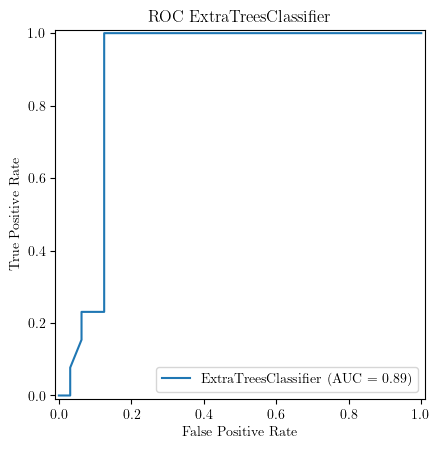 ROC ExtraTreesClassifier
1.0
0.8
0.6
0.4
0.2
0.0
True Positive Rate
ExtraTreesClassifier (AUC = 0.89)
0.0 0.2 0.4 0.6 0.8 1.0
False Positive Rate